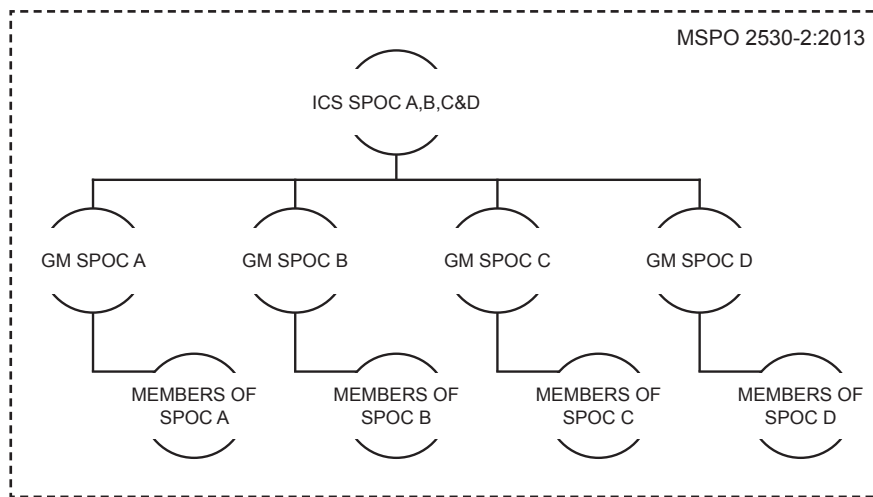 MSPO 2530-2:2013
ICS SPOC A,B,C&D
GM SPOC A
GM SPOC B
GM SPOC C
GM SPOC D
MEMBERS OF
SPOC A
MEMBERS OF
SPOC B
MEMBERS OF
SPOC C
MEMBERS OF
SPOC D